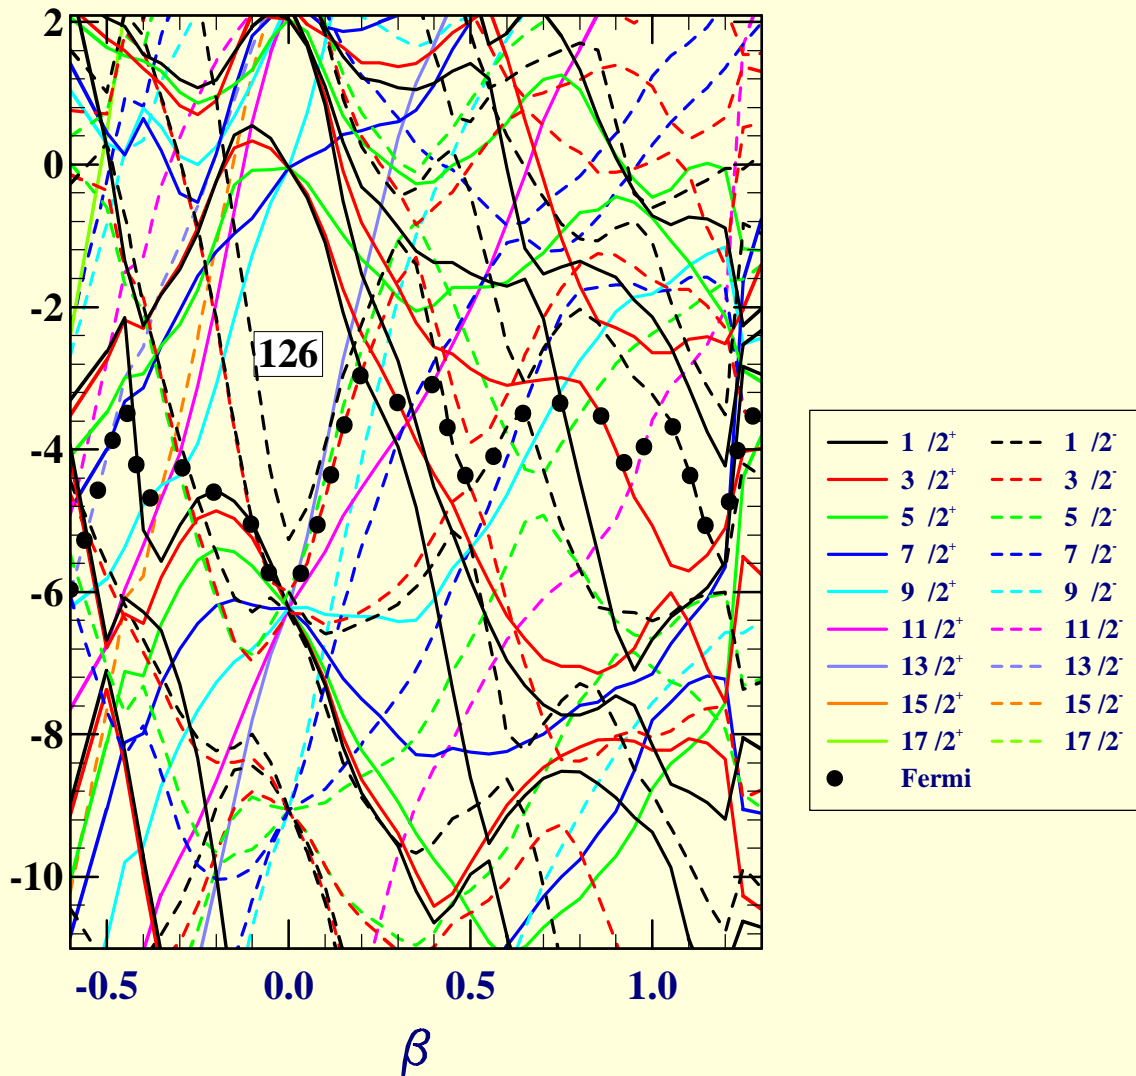 2
0
-2
-4
-6
-8
-10
126
-0.5 0.0 0.5 1.0
β
1 /2⁺ 1 /2⁻
3 /2⁺ 3 /2⁻
5 /2⁺ 5 /2⁻
7 /2⁺ 7 /2⁻
9 /2⁺ 9 /2⁻
11 /2⁺ 11 /2⁻
13 /2⁺ 13 /2⁻
15 /2⁺ 15 /2⁻
17 /2⁺ 17 /2⁻
Fermi